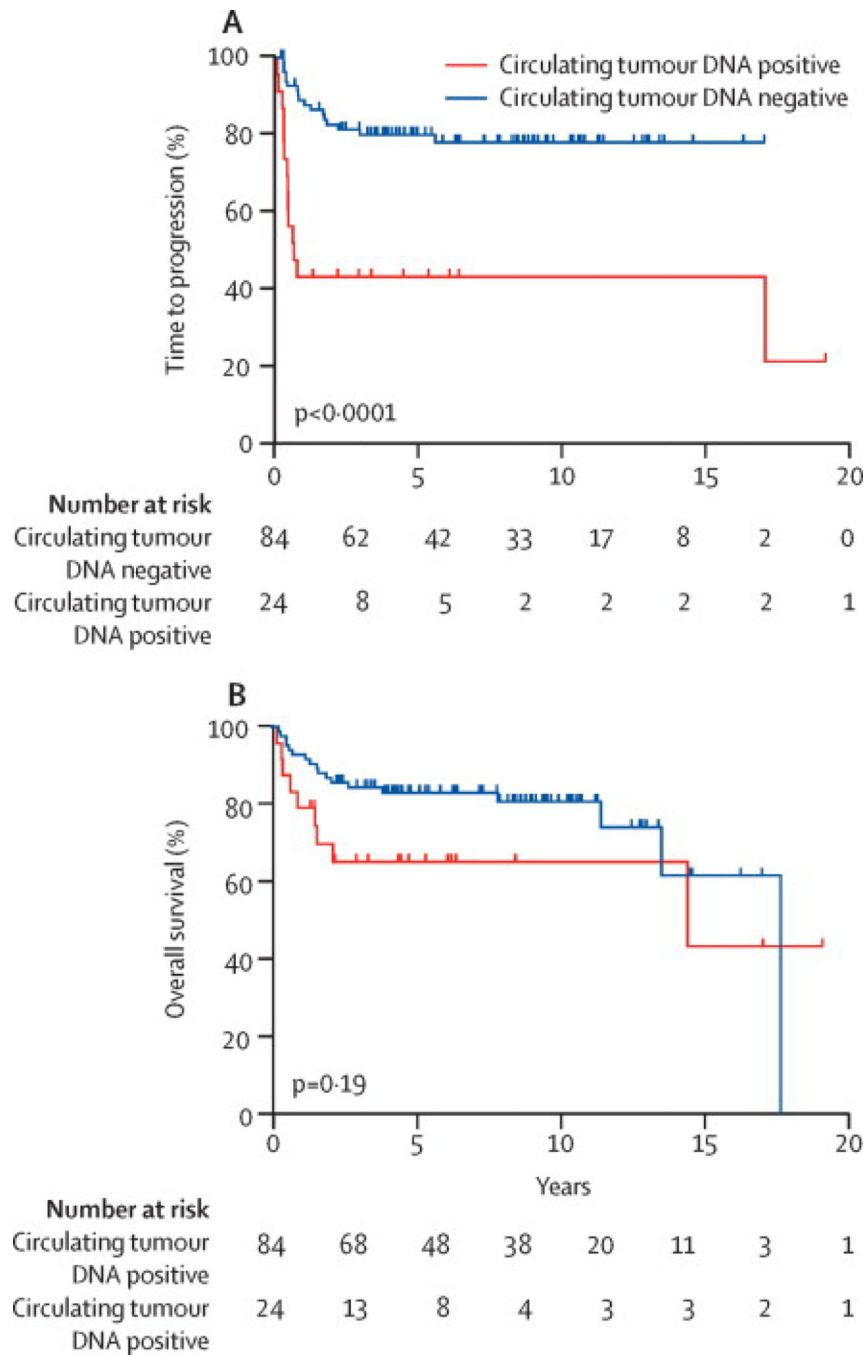 A
100
80
60
40
20
0
Time to progression (%)
Circulating tumour DNA positive
Circulating tumour DNA negative
p<0·0001
0 5 10 15 20
Number at risk
Circulating tumour DNA negative 84 62 42 33 17 8 2 0
Circulating tumour DNA positive 24 8 5 2 2 2 2 1
B
100
80
60
40
20
0
Overall survival (%)
p=0·19
0 5 10 15 20
Years
Number at risk
Circulating tumour DNA positive 84 68 48 38 20 11 3 1
Circulating tumour DNA positive 24 13 8 4 3 3 2 1